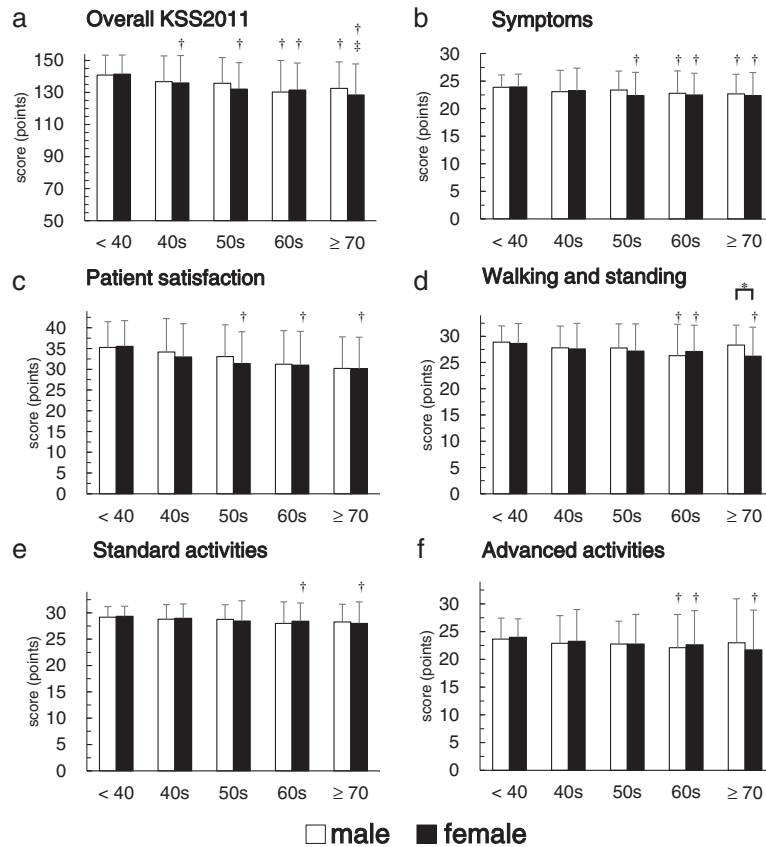 a Overall KSS2011
† † † † † †
‡
score (points)
150
130
110
90
70
50
< 40 40s 50s 60s ≥ 70
b Symptoms
† † † † †
score (points)
30
25
20
15
10
5
0
< 40 40s 50s 60s ≥ 70
c Patient satisfaction
† † †
score (points)
40
35
30
25
20
15
10
5
0
< 40 40s 50s 60s ≥ 70
d Walking and standing
*
† † †
score (points)
30
25
20
15
10
5
0
< 40 40s 50s 60s ≥ 70
e Standard activities
† †
score (points)
30
25
20
15
10
5
0
< 40 40s 50s 60s ≥ 70
f Advanced activities
† † †
score (points)
30
25
20
15
10
5
0
< 40 40s 50s 60s ≥ 70
male female